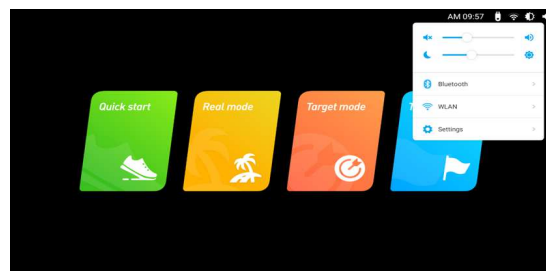 AM 09:57
Quick start
Real mode
Target mode
Bluetooth
WLAN
Settings